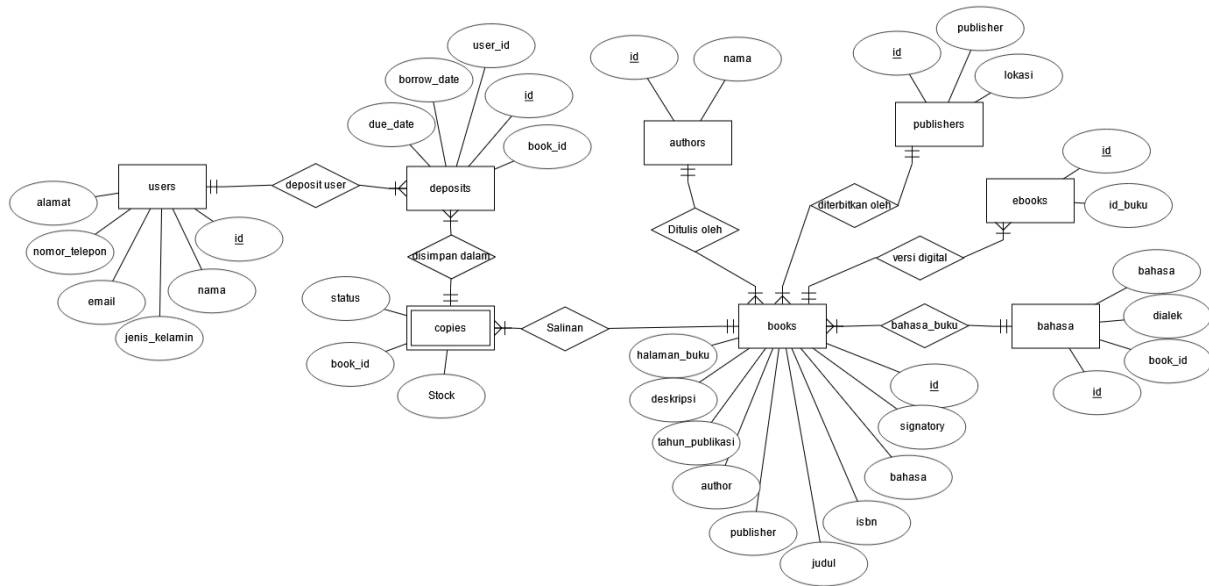 publisher
user_id
id
nama
id
lokasi
borrow_date
id
due_date
book_id
authors
publishers
id
users
deposit user
deposits
ebooks
id_buku
alamat
Ditulis oleh
diterbitkan oleh
nomor_telepon
id
disimpan dalam
versi digital
email
nama
status
bahasa
jenis_kelamin
copies
Salinan
books
bahasa_buku
bahasa
dialek
book_id
halaman_buku
book_id
Stock
deskripsi
id
id
signatory
tahun_publikasi
bahasa
author
isbn
publisher
judul